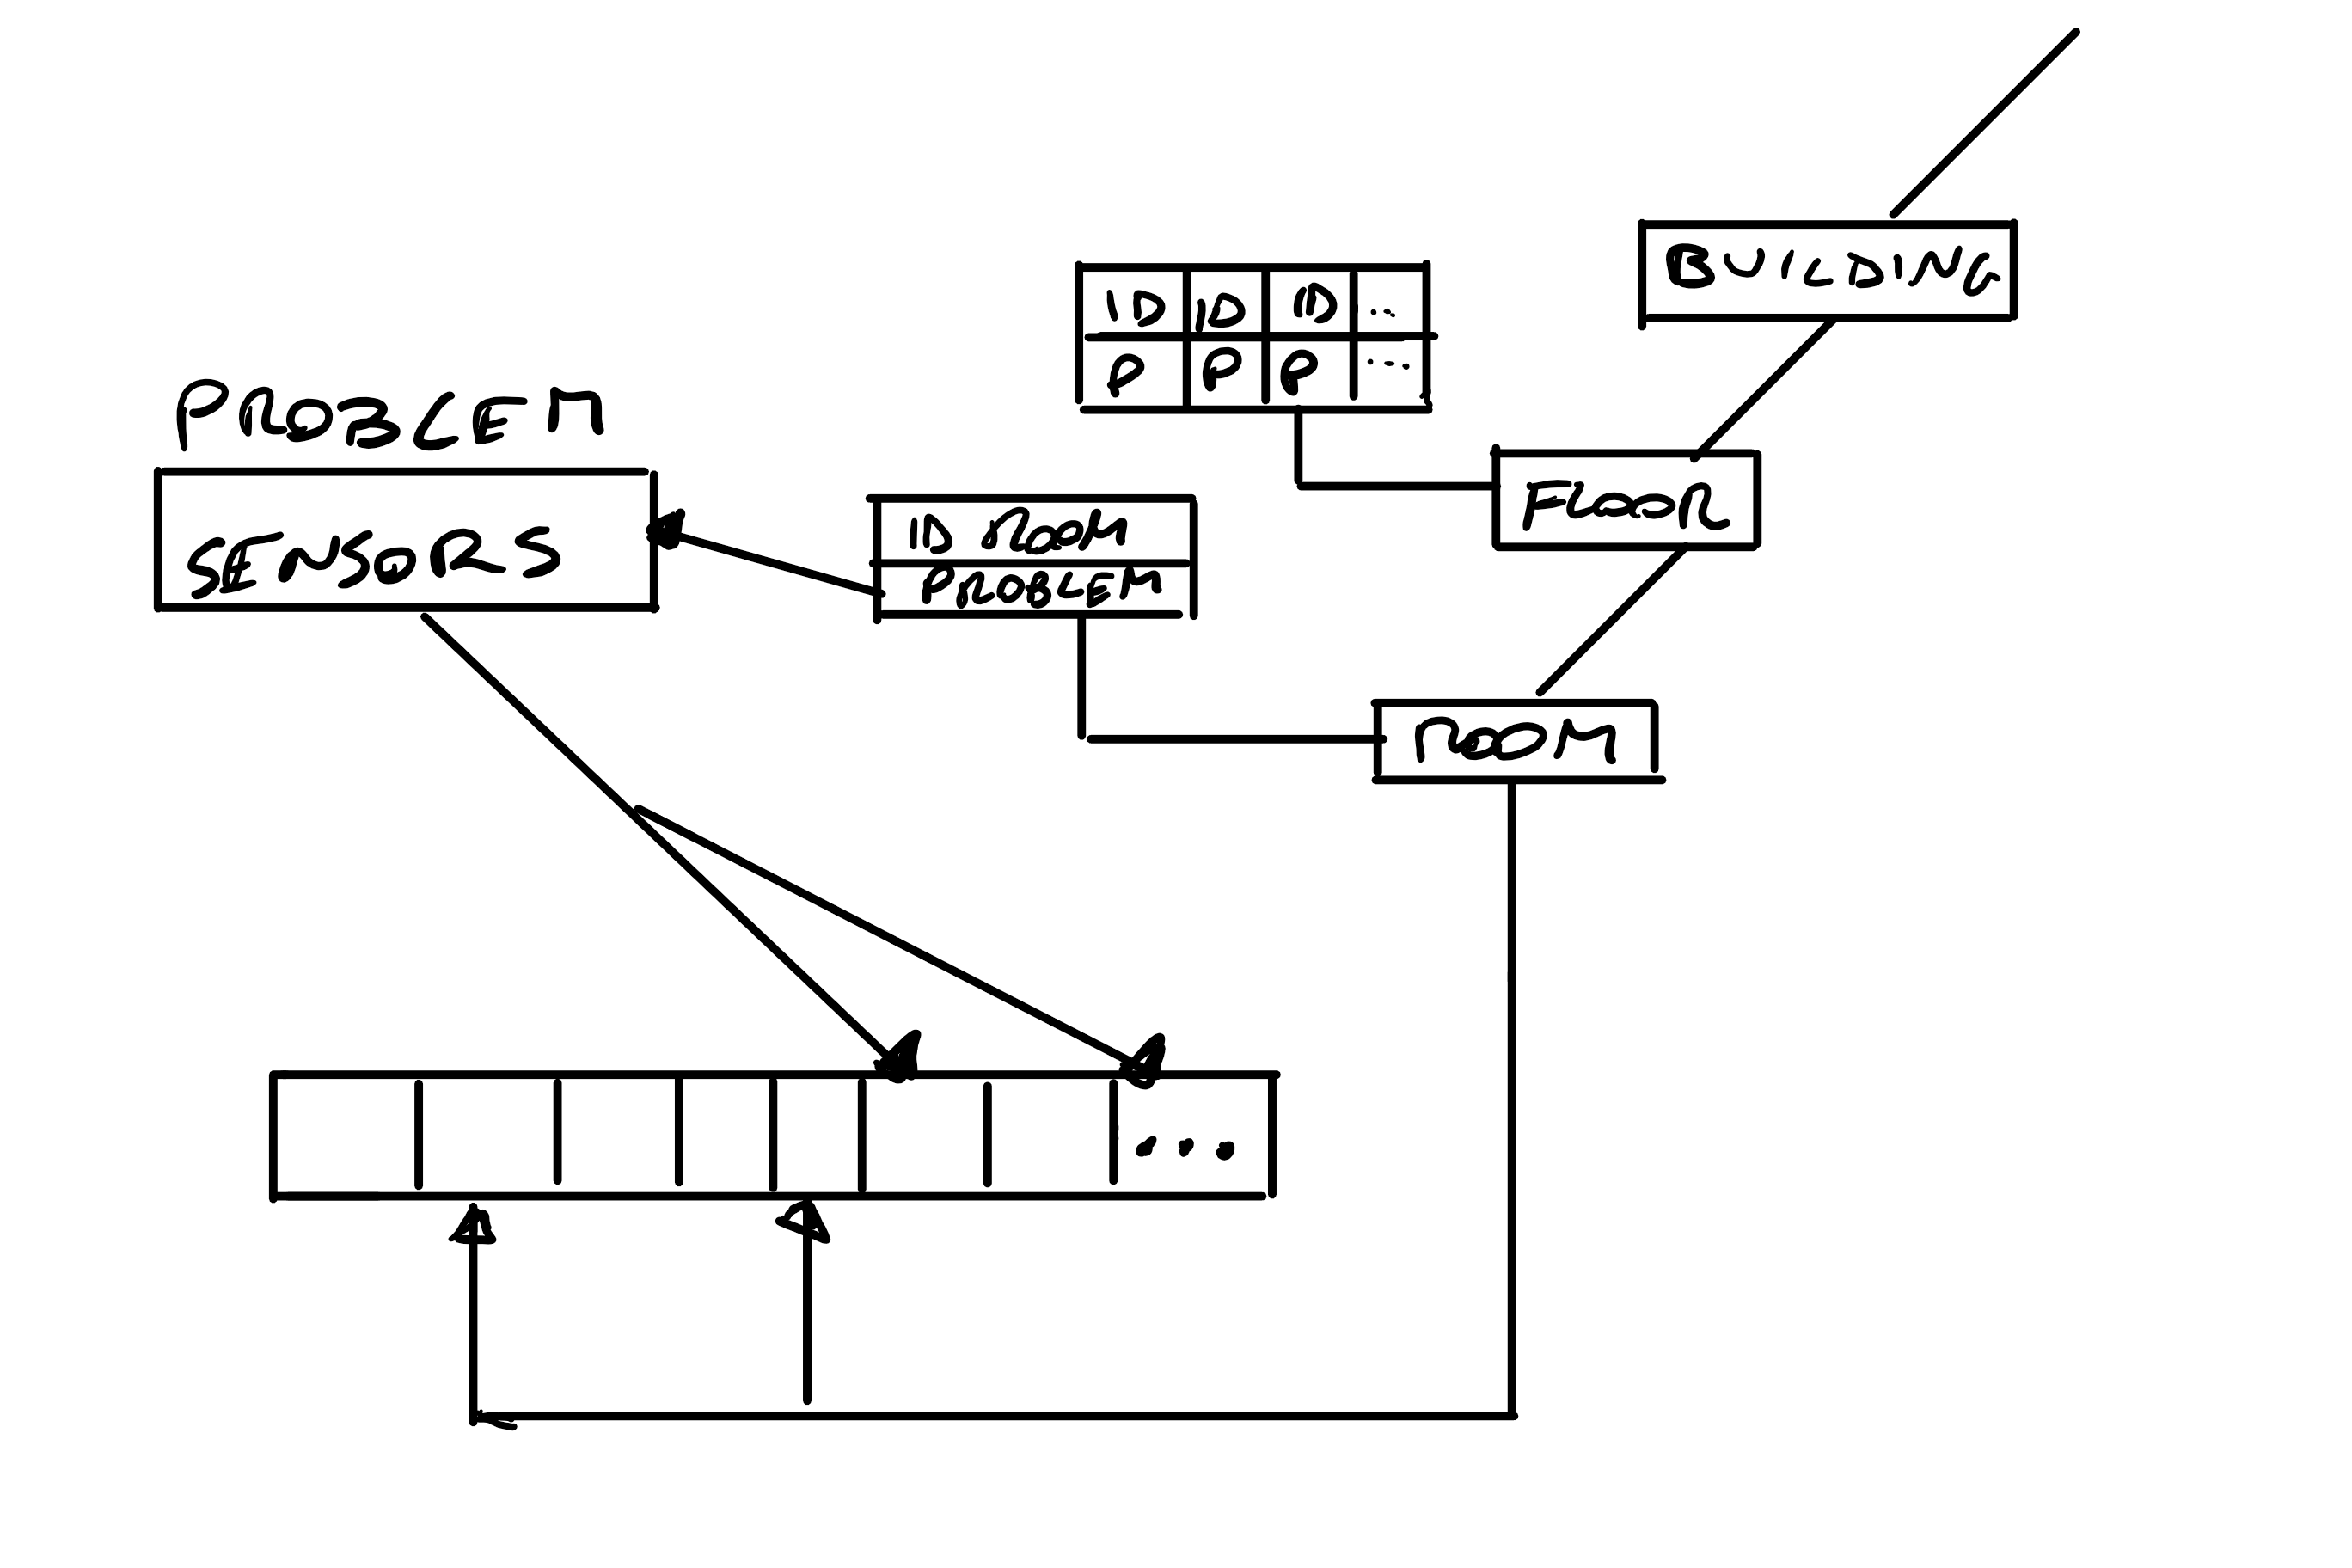 BUILDING
ID ID ID ...
P P P ...
PROBLEM
SENSORS
ID ROOM
PROBLEM
FLOOR
ROOM
...